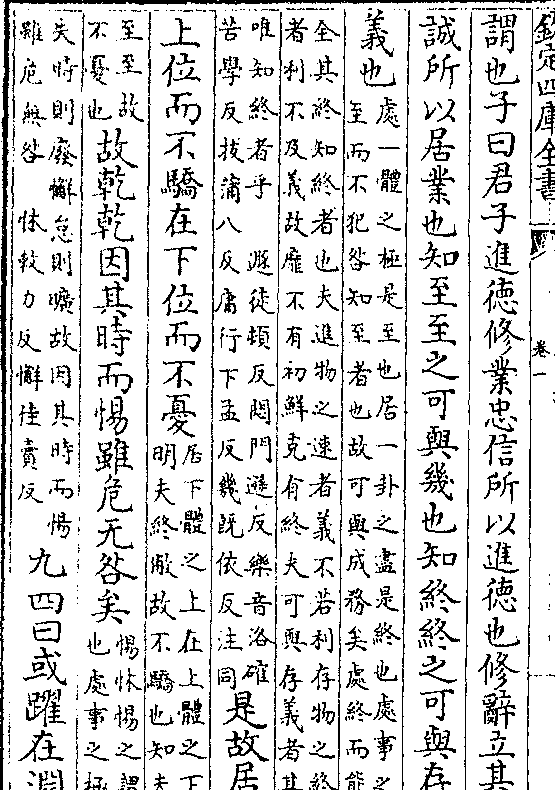 欽定四庫全書
卷一
謂也子曰君子進德修業忠信所以進德也修辭立其
誠所以居業也知至至之可與幾也知終終之可與存
義也
處一體之極是至也居一卦之盡是終也處事之
至而不犯咎知至者也故可與成務矣處終而能
全其終知終者也夫進物之速者義不若利存物之終
者利不及義故靡不有初鮮克有終夫可與存義者其
唯知終者乎 遯徒頓反悶門遯反樂音洛確
苦學反拔蒲八反庸行下孟反幾既依反注同
是故居
上位而不驕在下位而不憂
居下體之上在上體之下
明夫終敝故不驕也知夫
至至故
不憂也
故乾乾因其時而惕雖危无咎矣
惕怵惕之謂
也處事之極
失時則廢懈怠則曠故因其時而惕
雖危無咎 怵敕力反懈佳賣反
九四曰或躍在淵